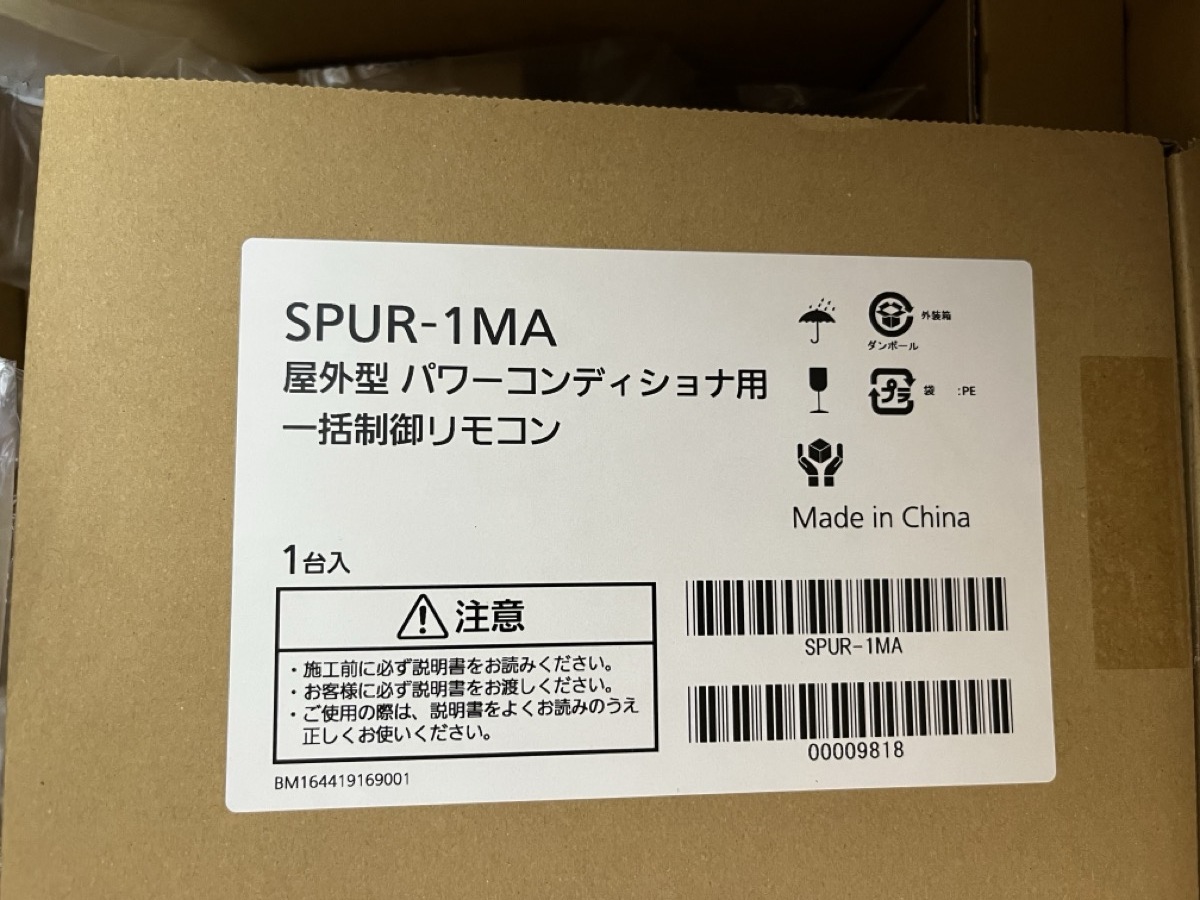 SPUR-1MA
屋外型 パワーコンディショナ用
一括制御リモコン
外装箱
ダンボール
プラ
袋 :PE
Made in China
1台入
注意
・施工前に必ず説明書をお読みください。
・お客様に必ず説明書をお渡しください。
・ご使用の際は、説明書をよくお読みのうえ
正しくお使いください。
BM164419169001
SPUR-1MA
00009818